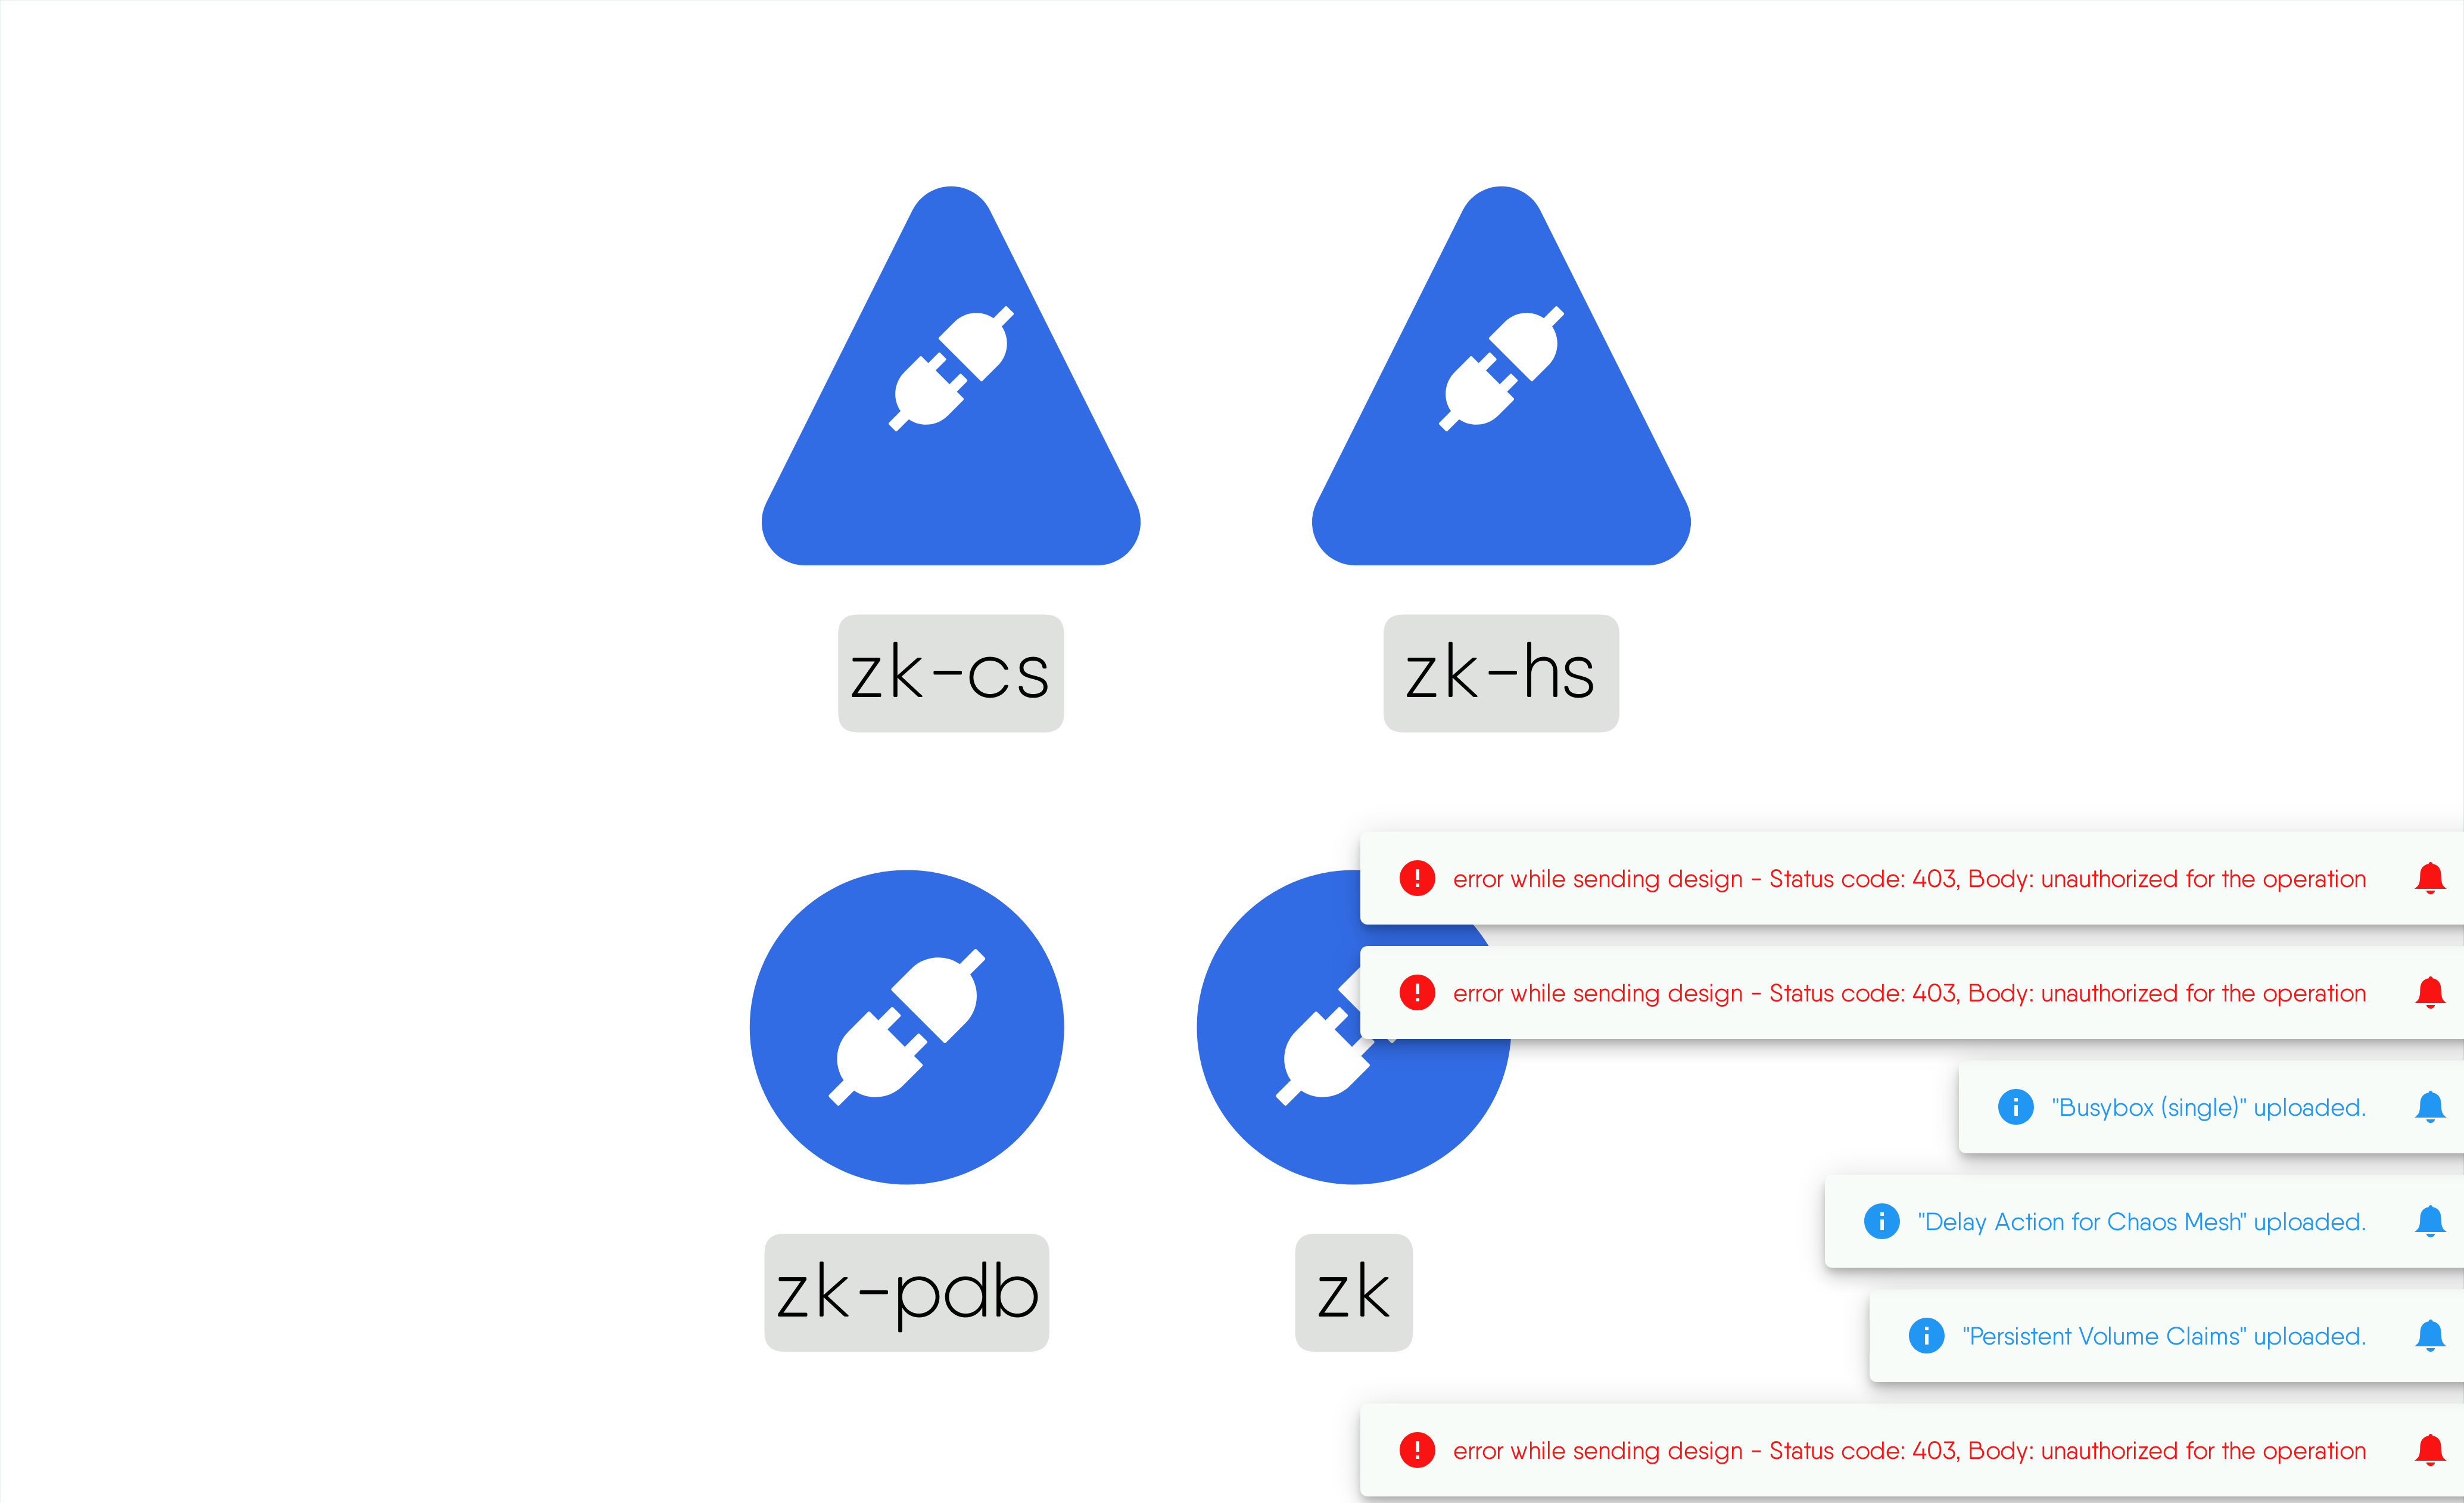 zk-cs
zk-hs
zk-pdb
zk
error while sending design - Status code: 403, Body: unauthorized for the operation
error while sending design - Status code: 403, Body: unauthorized for the operation
"Busybox (single)" uploaded.
"Delay Action for Chaos Mesh" uploaded.
"Persistent Volume Claims" uploaded.
error while sending design - Status code: 403, Body: unauthorized for the operation